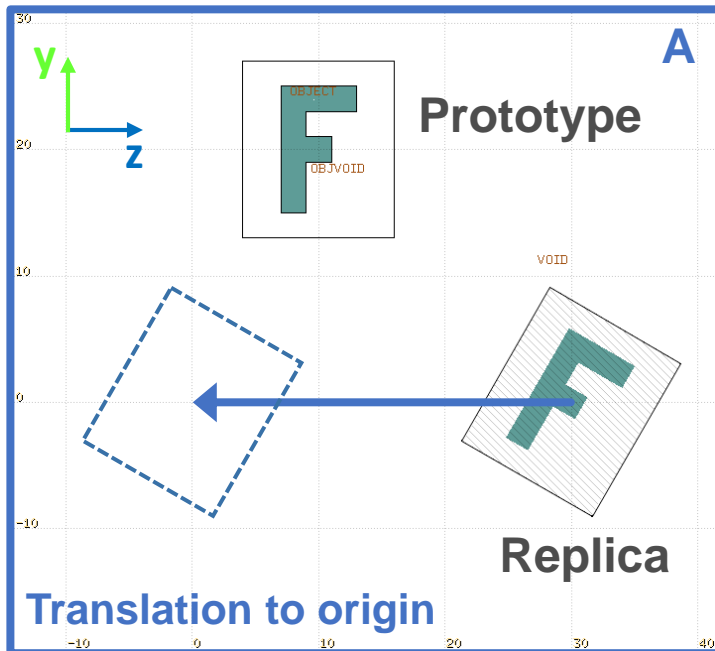 30
A
y
OBJECT
Prototype
z
20
OBJVOID
10
VOID
0
-10
Replica
Translation to origin
-10
0
10
20
30
40